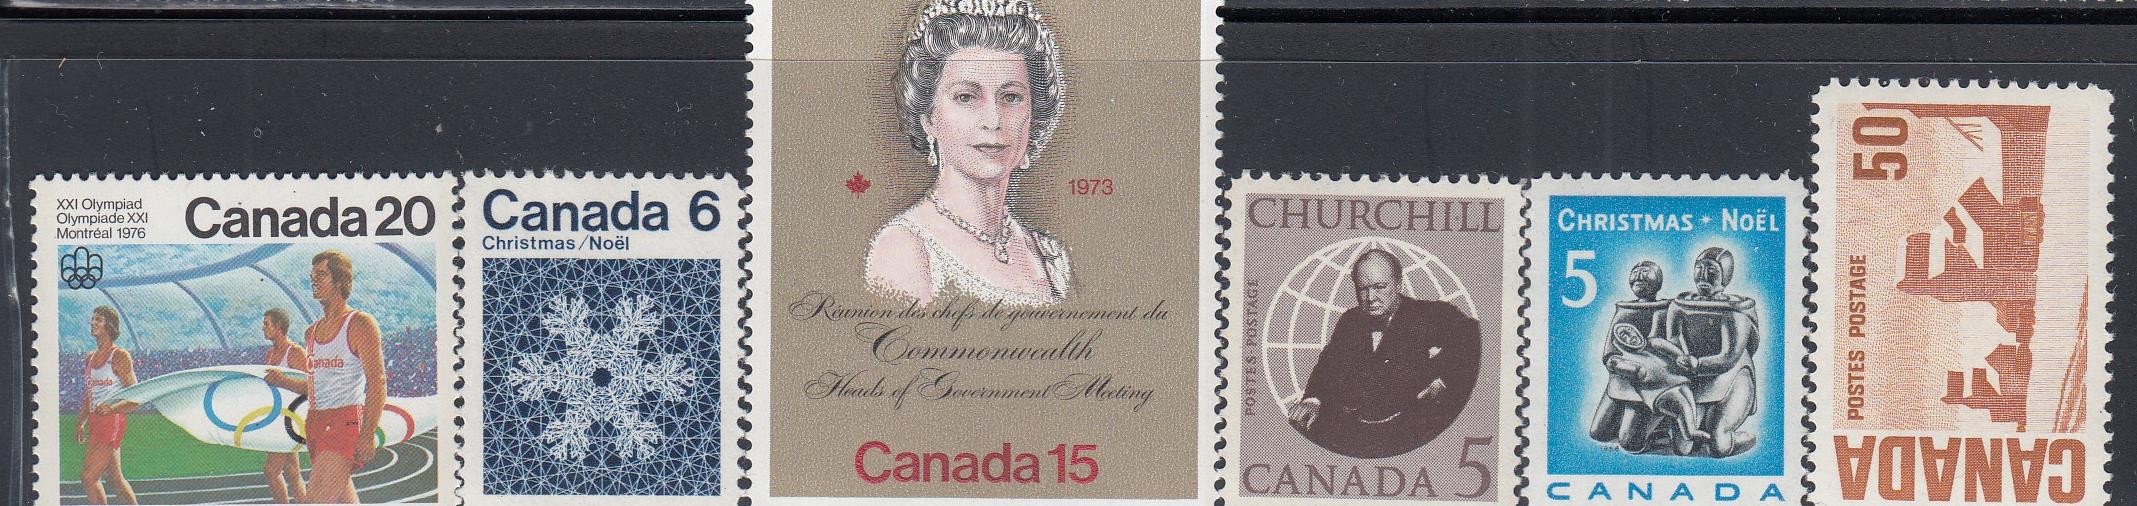 XXI Olympiad
Olympiade XXI
Montréal 1976
Canada 20
Canada
Canada
Canada 6
Christmas/Noël
1973
Réunion des chefs de gouvernement du
Commonwealth
Heads of Government Meeting
Canada 15
CHURCHILL
POSTES POSTAGE
CANADA 5
CHRISTMAS * NOËL
5
CANADA
50
POSTES POSTAGE
CANADA